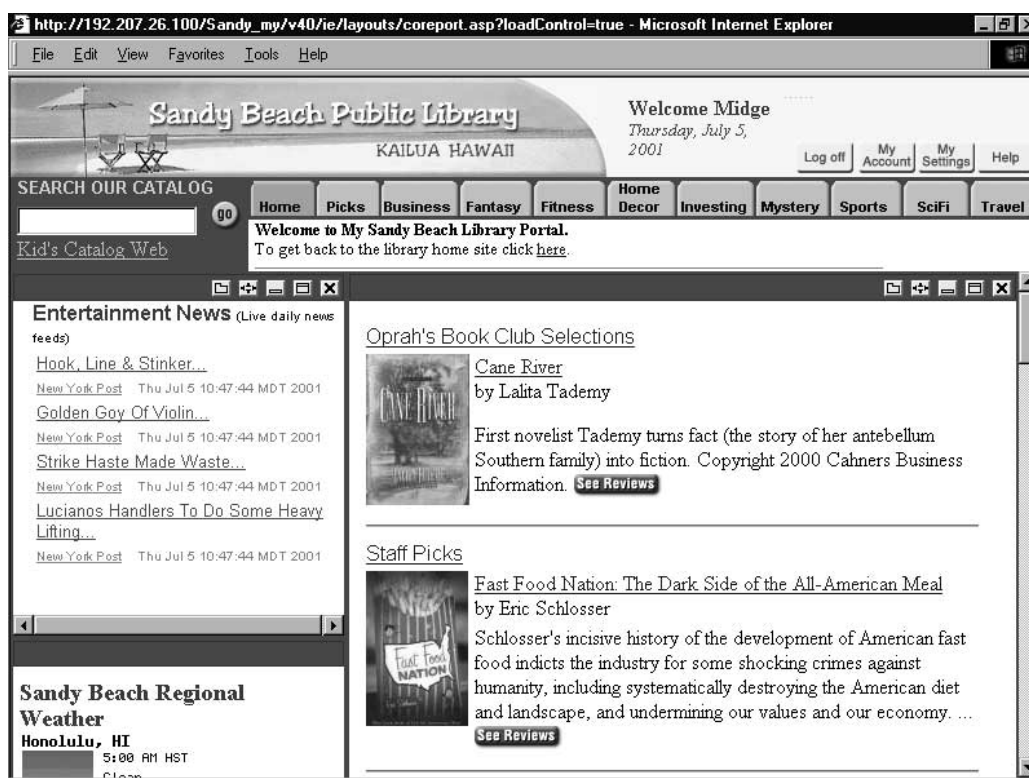 http://192.207.26.100/Sandy_my/v40/ie/layouts/coreport.asp?loadControl=true - Microsoft Internet Explorer
File Edit View Favorites Tools Help
Sandy Beach Public Library
KAILUA HAWAII
Welcome Midge
Thursday, July 5,
2001
Log off My Account My Settings Help
SEARCH OUR CATALOG
go
Kid's Catalog Web
Home Picks Business Fantasy Fitness Home Decor Investing Mystery Sports SciFi Travel
Welcome to My Sandy Beach Library Portal.
To get back to the library home site click here.
Entertainment News (Live daily news
feeds)
Hook, Line & Stinker...
New York Post Thu Jul 5 10:47:44 MDT 2001
Golden Goy Of Violin...
New York Post Thu Jul 5 10:47:44 MDT 2001
Strike Haste Made Waste...
New York Post Thu Jul 5 10:47:44 MDT 2001
Lucianos Handlers To Do Some Heavy
Lifting...
New York Post Thu Jul 5 10:47:44 MDT 2001
Sandy Beach Regional
Weather
Honolulu, HI
5:00 AM HST
Oprah's Book Club Selections
CANE RIVER
Cane River
by Lalita Tademy
First novelist Tademy turns fact (the story of her antebellum
Southern family) into fiction. Copyright 2000 Cahners Business
Information. See Reviews
Staff Picks
Fast Food
NATION
Fast Food Nation: The Dark Side of the All-American Meal
by Eric Schlosser
Schlosser's incisive history of the development of American fast
food indicts the industry for some shocking crimes against
humanity, including systematically destroying the American diet
and landscape, and undermining our values and our economy. ...
See Reviews